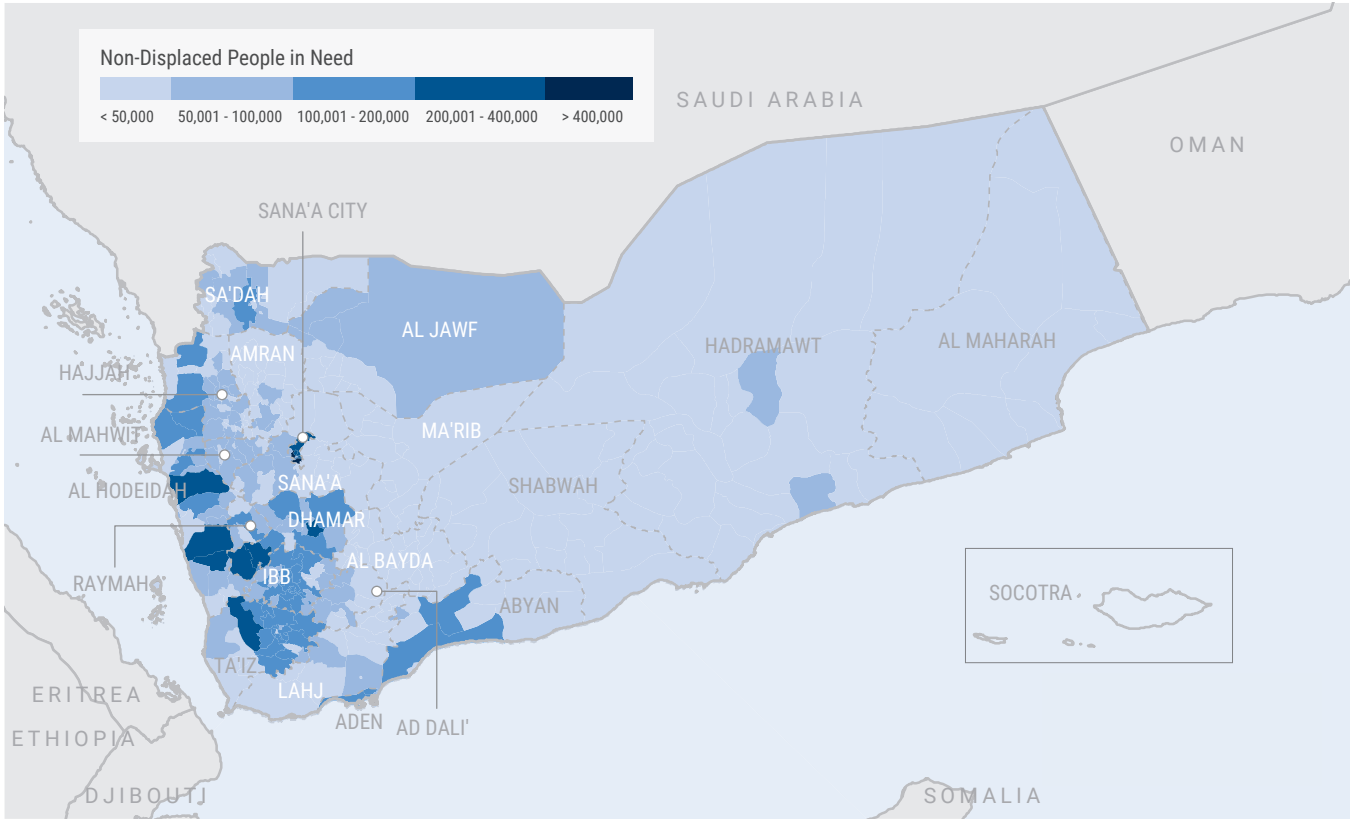 Non-Displaced People in Need
< 50,000
50,001 - 100,000
100,001 - 200,000
200,001 - 400,000
> 400,000
SAUDI ARABIA
OMAN
SANA'A CITY
SA'DAH
AL JAWF
AMRAN
HADRAMAWT
AL MAHARAH
HAJJAH
AL MAHWIT
MA'RIB
SANA'A
AL HODEIDAH
SHABWAH
DHAMAR
AL BAYDA
IBB
RAYMAH
ABYAN
SOCOTRA
TA'IZ
LAHJ
ERITREA
ADEN
AD DALI'
ETHIOPIA
DJIBOUTI
SOMALIA